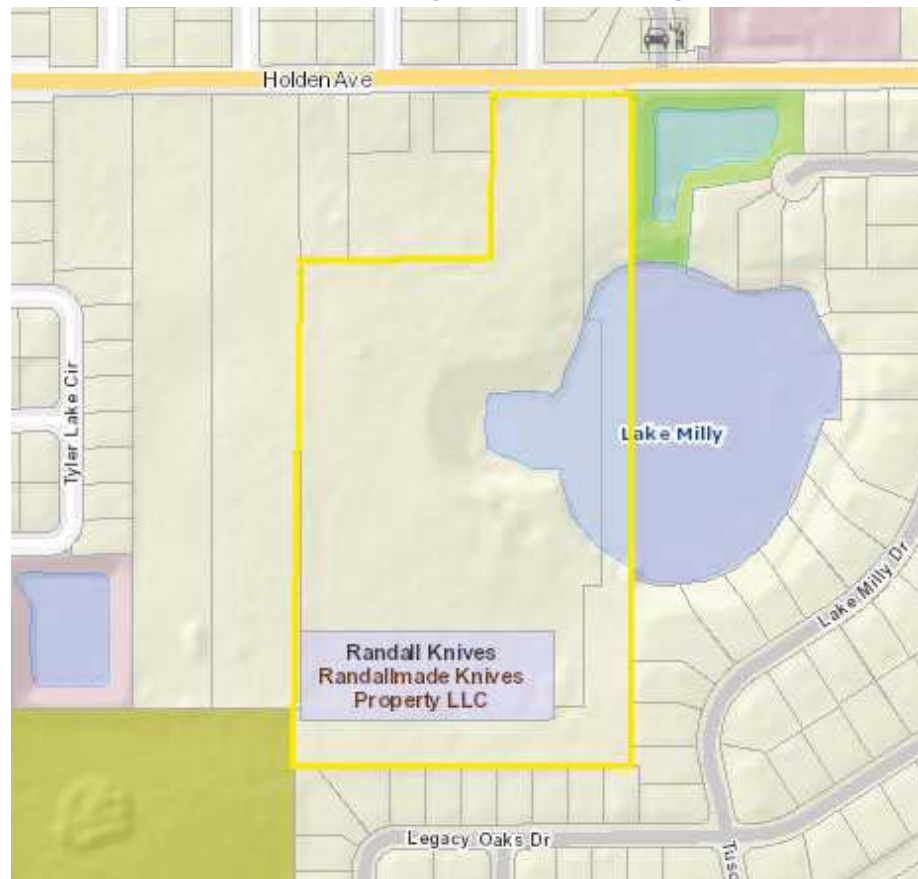 Holden Ave
Tyler Lake Cir
Lake Milly
Lake Milly Dr
Randall Knives
Randallmade Knives
Property LLC
Legacy Oaks Dr
Tusc